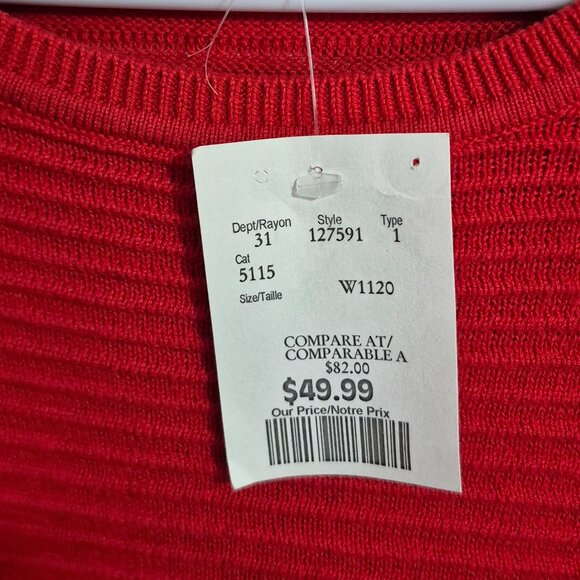 Dept/Rayon Style Type
31 127591 1
Cat
5115
Size/Taille W1120
COMPARE AT/
COMPARABLE A
$82.00
$49.99
Our Price/Notre Prix